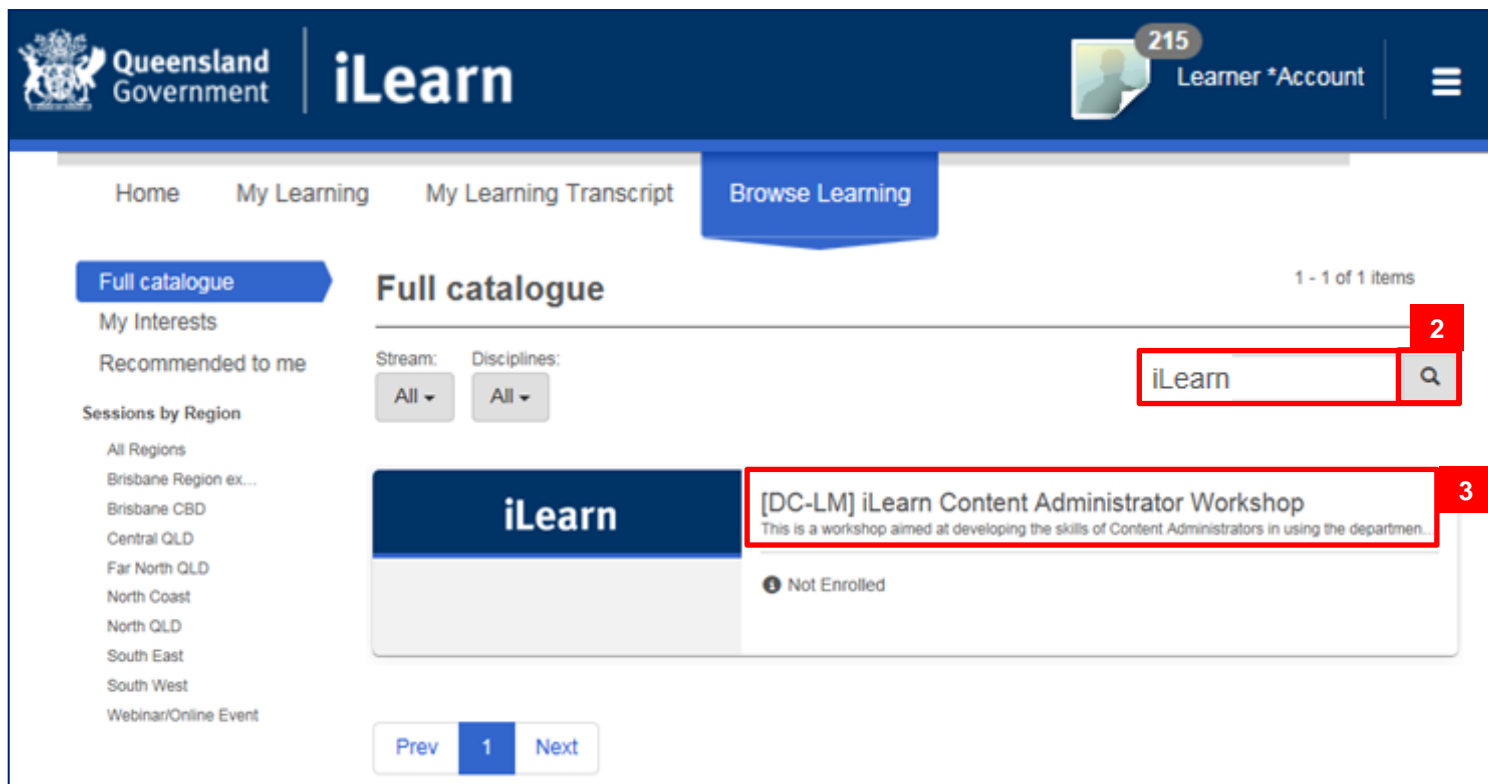 Queensland
Government
iLearn
215
Learner *Account
Home My Learning My Learning Transcript Browse Learning
Full catalogue
My Interests
Recommended to me
Sessions by Region
All Regions
Brisbane Region ex...
Brisbane CBD
Central QLD
Far North QLD
North Coast
North QLD
South East
South West
Webinar/Online Event
Full catalogue
1 - 1 of 1 items
Stream: Disciplines:
All All
2
iLearn
iLearn
3
[DC-LM] iLearn Content Administrator Workshop
This is a workshop aimed at developing the skills of Content Administrators in using the departmen...
Not Enrolled
Prev 1 Next